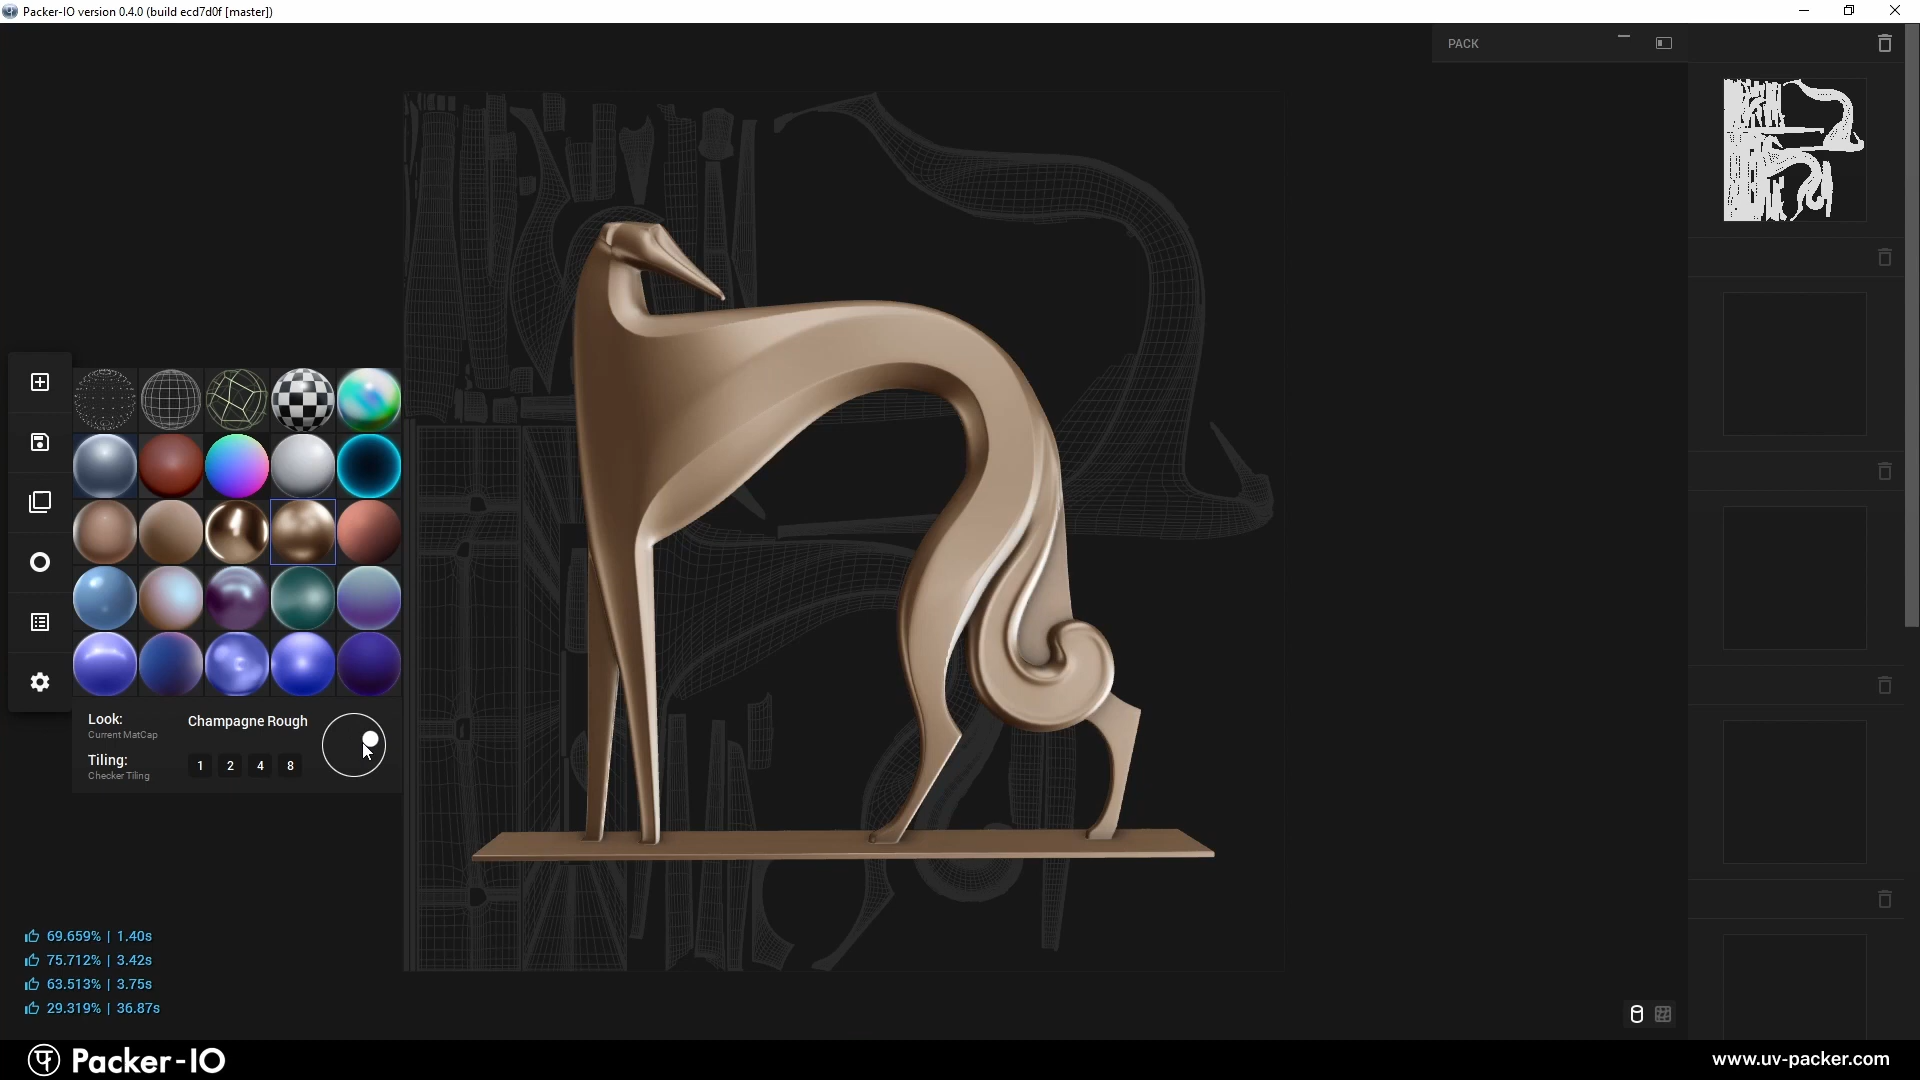 Packer-IO version 0.4.0 (build ecd7d0f [master])
PACK
Look:
Current MatCap
Champagne Rough
Tiling:
Checker Tiling
1 2 4 8
69.659% | 1.40s
75.712% | 3.42s
63.513% | 3.75s
29.319% | 36.87s
Packer-IO
www.uv-packer.com